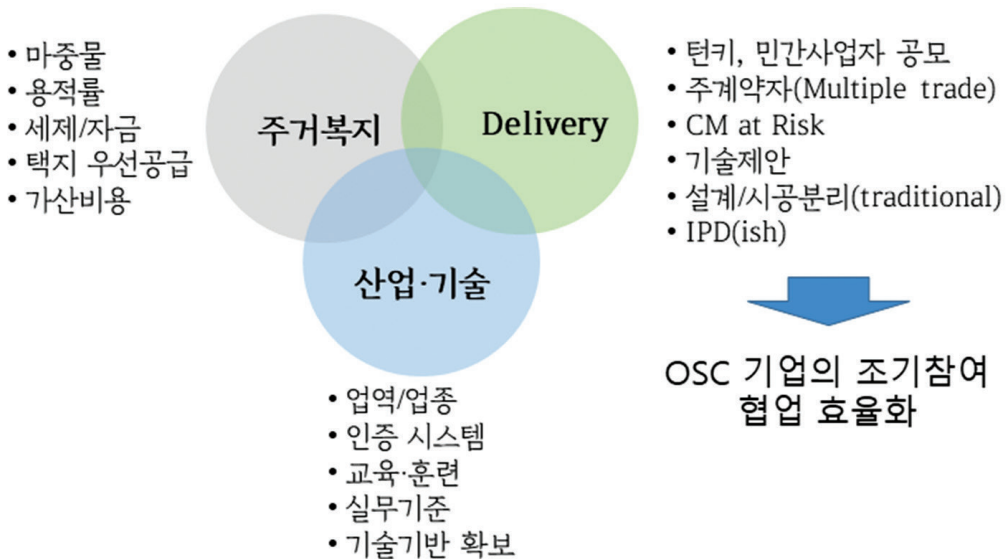 • 마중물
• 용적률
• 세제/자금
• 택지 우선공급
• 가산비용
주거복지
Delivery
산업·기술
• 턴키, 민간사업자 공모
• 주계약자(Multiple trade)
• CM at Risk
• 기술제안
• 설계/시공분리(traditional)
• IPD(ish)
OSC 기업의 조기참여
협업 효율화
• 업역/업종
• 인증 시스템
• 교육·훈련
• 실무기준
• 기술기반 확보